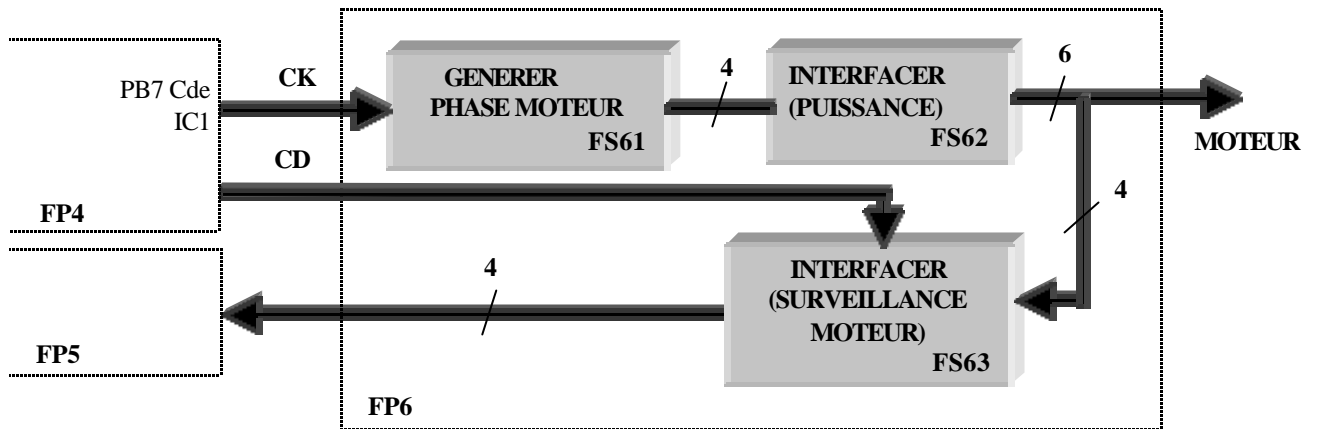 PB7 Cde
IC1
CK
CD
FP4
GENERER
PHASE MOTEUR
FS61
4
INTERFACER
(PUISSANCE)
FS62
6
MOTEUR
4
INTERFACER
(SURVEILLANCE
MOTEUR)
FS63
4
FP5
FP6